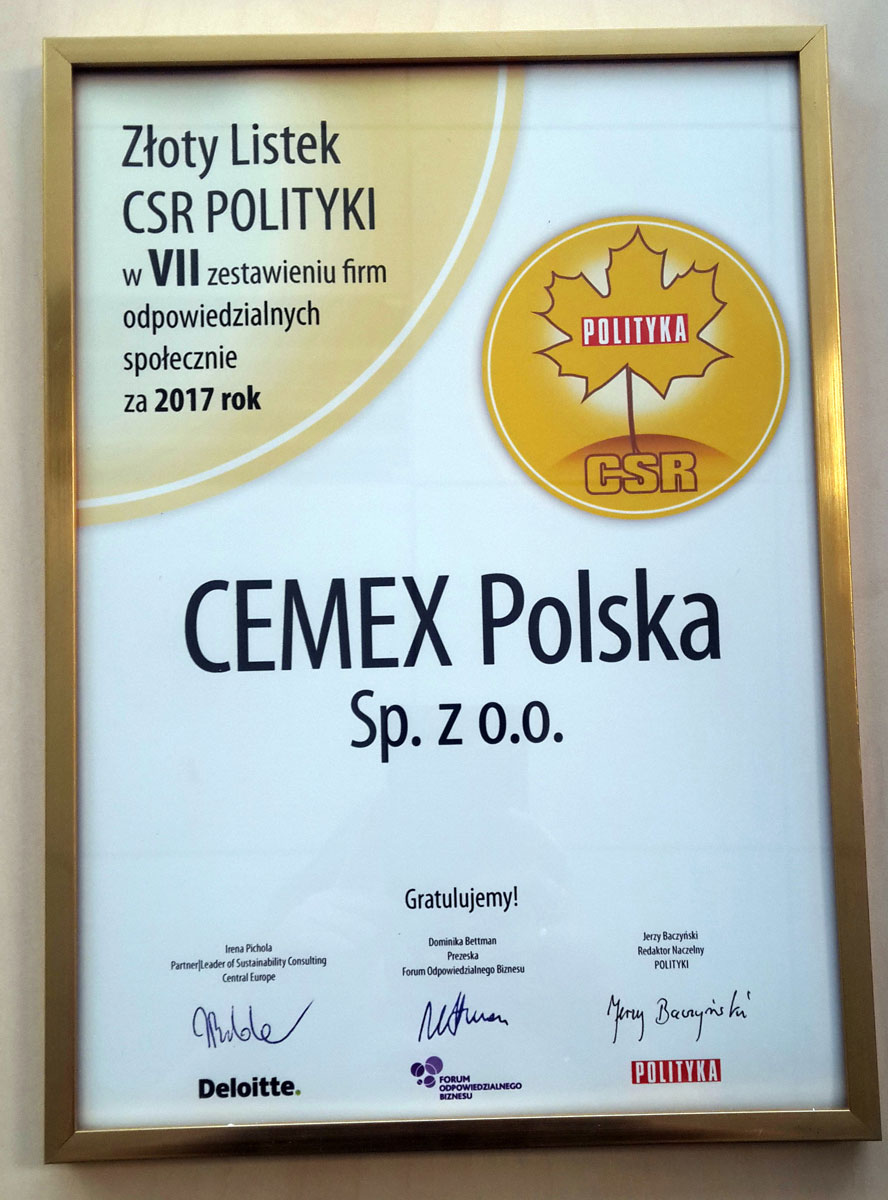 Złoty Listek
CSR POLITYKI
w VII zestawieniu firm
odpowiedzialnych
społecznie
za 2017 rok
POLITYKA
CSR
CEMEX Polska
Sp. z o.o.
Gratulujemy!
Irena Pichola
Partner|Leader of Sustainability Consulting
Central Europe
Deloitte.
Dominika Bettman
Prezeska
Forum Odpowiedzialnego Biznesu
FORUM
ODPOWIEDZIALNEGO
BIZNESU
Jerzy Baczyński
Redaktor Naczelny
POLITYKI
Jerzy Baczyński
POLITYKA